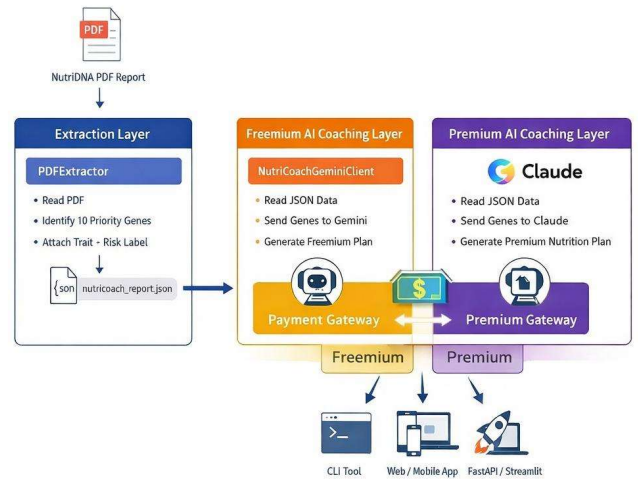 PDF
NutriDNA PDF Report
Extraction Layer
PDFExtractor
• Read PDF
• Identify 10 Priority Genes
• Attach Trait - Risk Label
{son
nutricoach_report.json
Freemium AI Coaching Layer
NutriCoachGeminiClient
• Read JSON Data
• Send Genes to Gemini
• Generate Freemium Plan
Payment Gateway
Freemium
$
Premium AI Coaching Layer
Claude
• Read JSON Data
• Send Genes to Claude
• Generate Premium Nutrition Plan
Premium Gateway
Premium
>_
CLI Tool
Web / Mobile App
FastAPI / Streamlit